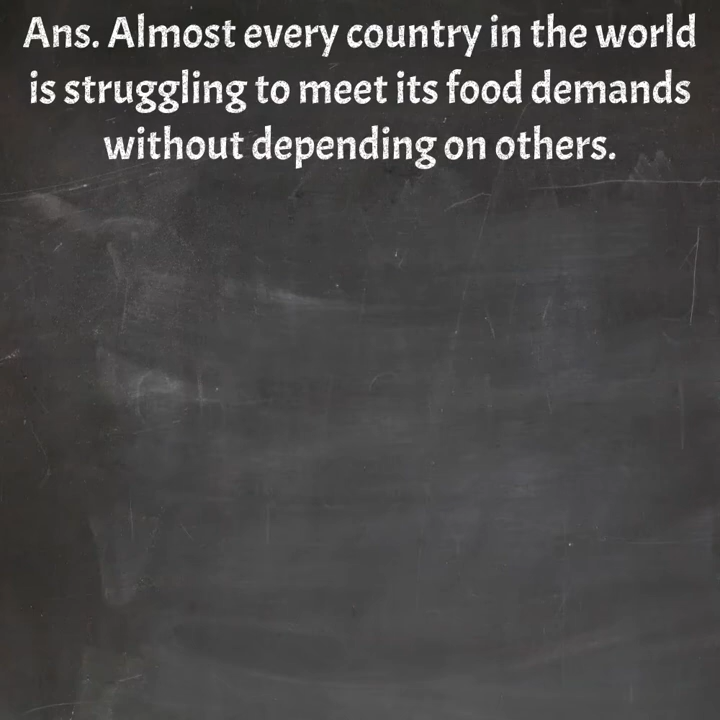 Ans. Almost every country in the world
is struggling to meet its food demands
without depending on others.